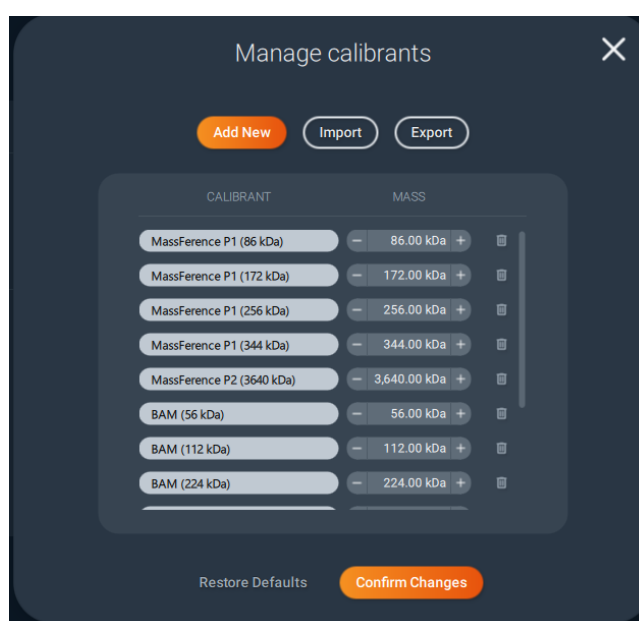 Manage calibrants
Add New Import Export
CALIBRANT MASS
MassFerence P1 (86 kDa) − 86.00 kDa +
MassFerence P1 (172 kDa) − 172.00 kDa +
MassFerence P1 (256 kDa) − 256.00 kDa +
MassFerence P1 (344 kDa) − 344.00 kDa +
MassFerence P2 (3640 kDa) − 3,640.00 kDa +
BAM (56 kDa) − 56.00 kDa +
BAM (112 kDa) − 112.00 kDa +
BAM (224 kDa) − 224.00 kDa +
Restore Defaults Confirm Changes